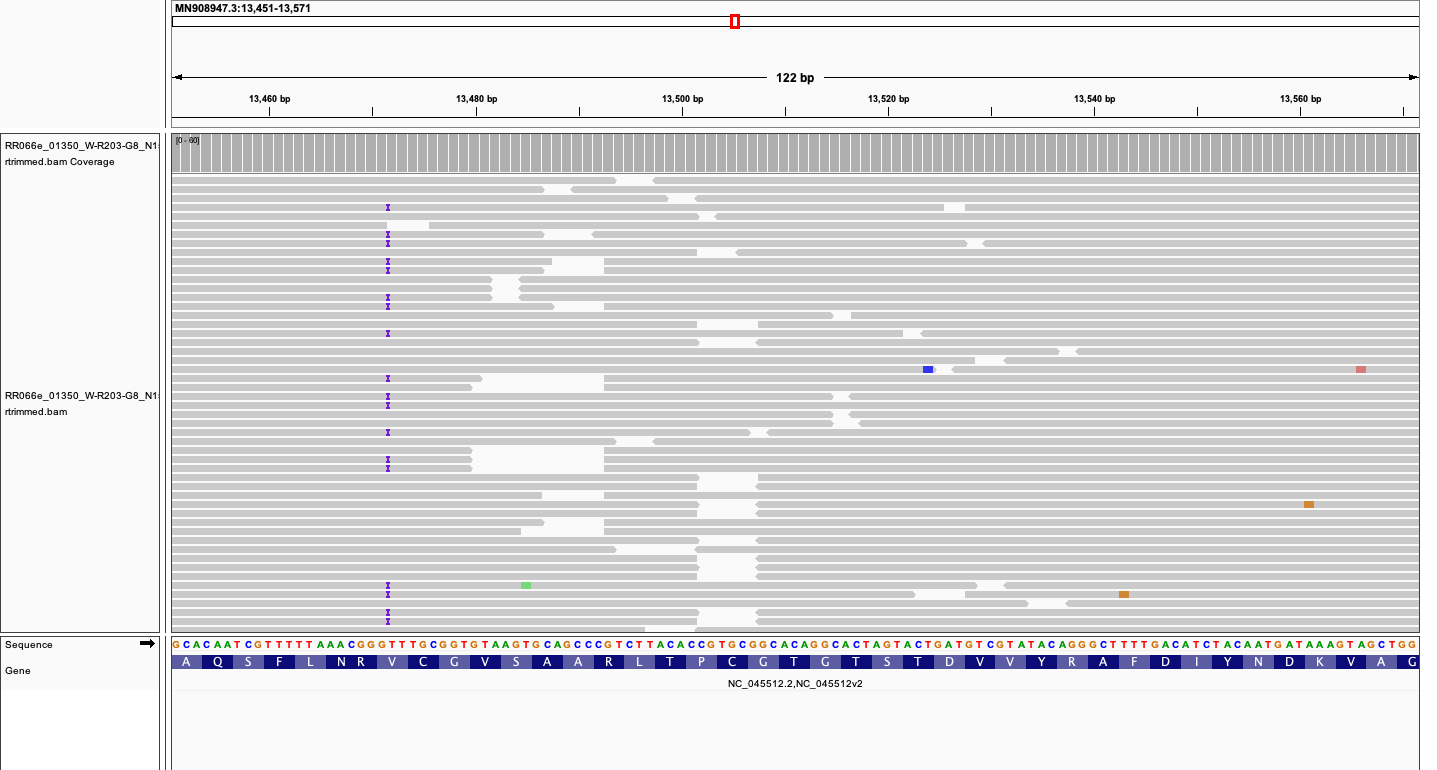 MN908947.3:13,451-13,571
122 bp
13,460 bp 13,480 bp 13,500 bp 13,520 bp 13,540 bp 13,560 bp
RR066e_01350_W-R203-G8_N1
rtrimmed.bam Coverage
[0 - 60]
RR066e_01350_W-R203-G8_N1
rtrimmed.bam
Sequence
GCACAATCGTTTTTAAACGGGTTTGCGGTGTAAGTGCAGCCCGTCTTACACCGTGCGGCACAGGCACTAGTACTGATGTCGTATACAGGGCTTTTGACATCTACAATGATAAAGTAGCTGG
Gene
A Q S F L N R V C G V S A A R L T P C G T G T S T D V V Y R A F D I Y N D K V A G
NC_045512.2,NC_045512v2